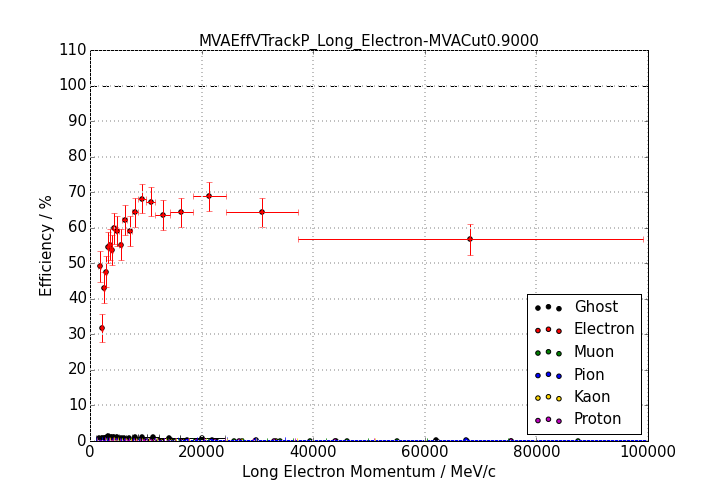 MVAEffVTrackP_Long_Electron-MVACut0.9000
110
100
90
80
70
60
50
40
30
20
10
0
Efficiency / %
0 20000 40000 60000 80000 100000
Long Electron Momentum / MeV/c
Ghost
Electron
Muon
Pion
Kaon
Proton